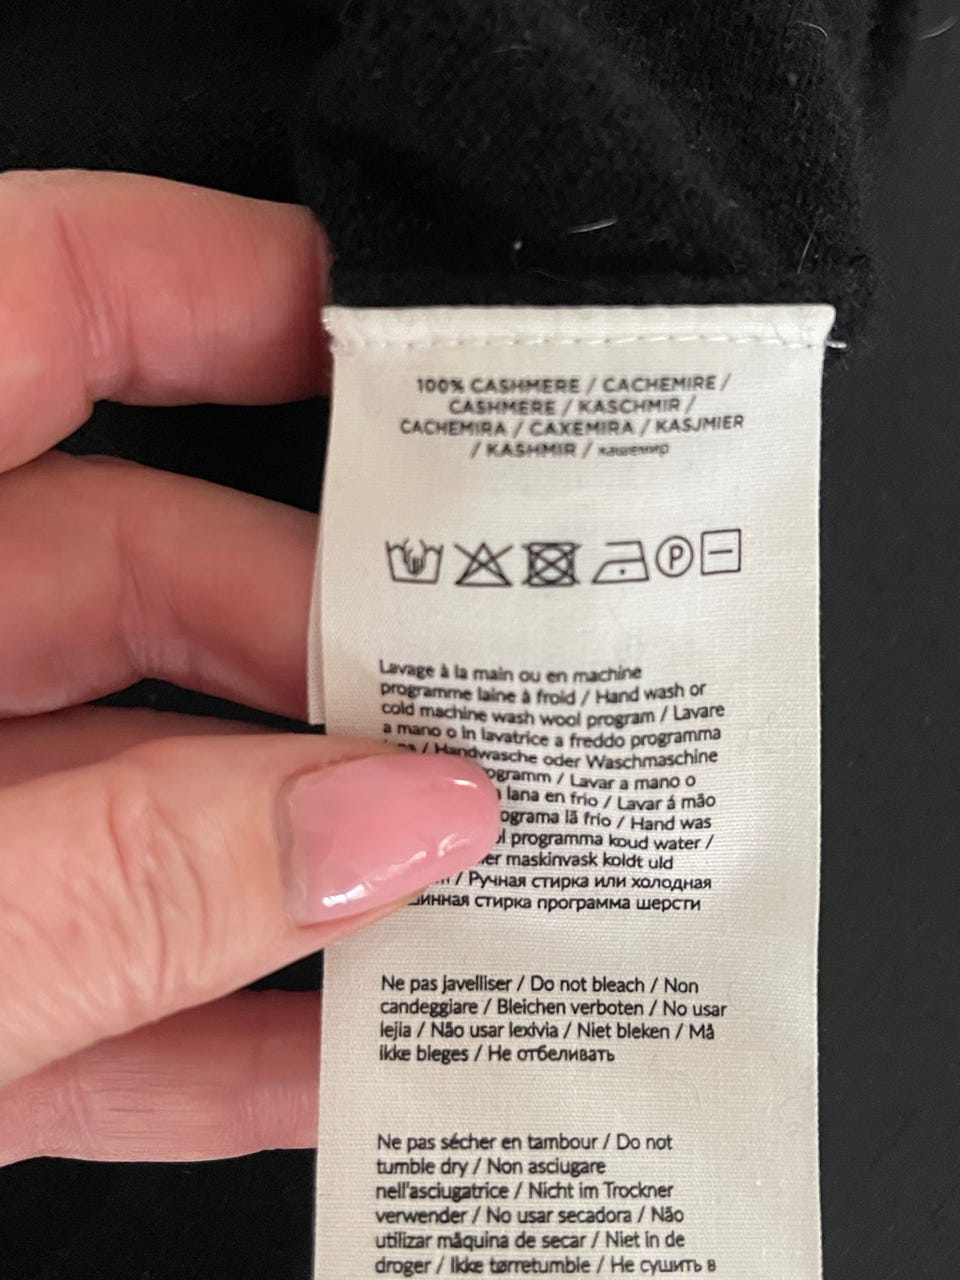 100% CASHMERE / CACHEMIRE /
CASHMERE / KASCHMIR /
CACHEMIRA / CAXEMIRA / KASJMIER
/ KASHMIR / кашемир
P
Lavage à la main ou en machine
programme laine à froid / Hand wash or
cold machine wash wool program / Lavare
a mano o in lavatrice a freddo programma
/ Handwasche oder Waschmaschine
/ Lavar a mano o
lana en frio / Lavar á mão
lã frio / Hand was
programma koud water /
maskinvask koldt uld
/ Ручная стирка или холодная
стирка программа шерсти
Ne pas javelliser / Do not bleach / Non
candeggiare / Bleichen verboten / No usar
lejia / Não usar lexivia / Niet bleken / Må
ikke bleges / Не отбеливать
Ne pas sécher en tambour / Do not
tumble dry / Non asciugare
nell'asciugatrice / Nicht im Trockner
verwender / No usar secadora / Não
utilizar máquina de secar / Niet in de
droger / Ikke tørretumble / Не сушить в